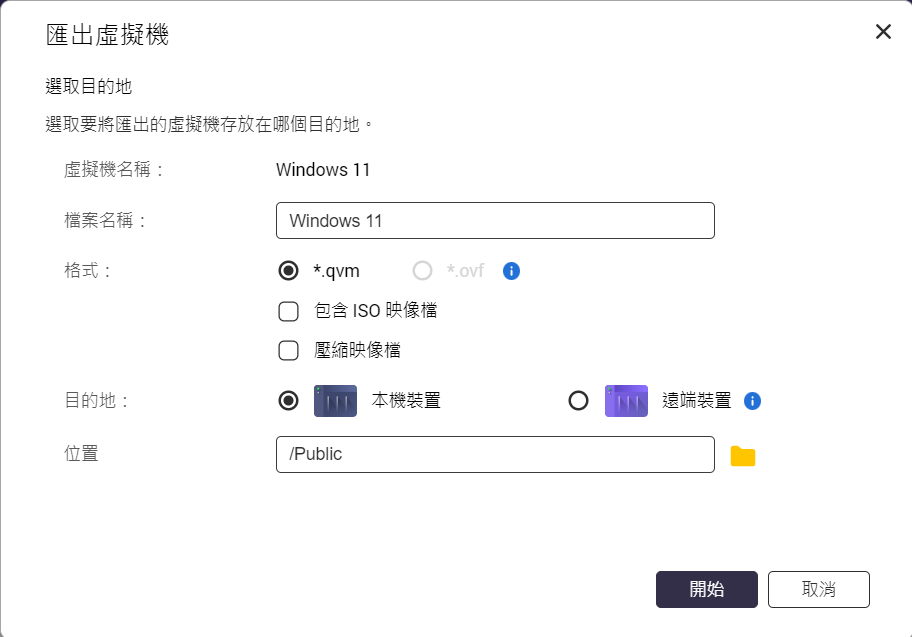 匯出虛擬機
選取目的地
選取要將匯出的虛擬機存放在哪個目的地。
虛擬機名稱： Windows 11
檔案名稱： Windows 11
格式： *.qvm *.ovf
包含 ISO 映像檔
壓縮映像檔
目的地： 本機裝置 遠端裝置
位置 /Public
開始 取消